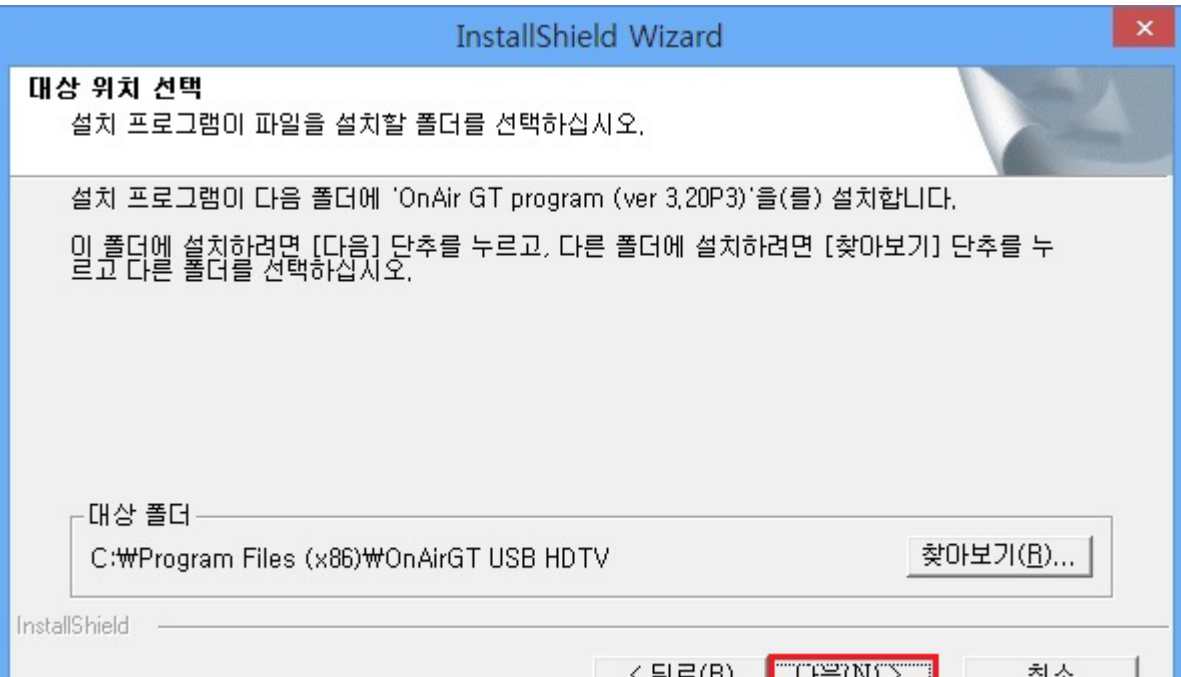 InstallShield Wizard
대상 위치 선택
설치 프로그램이 파일을 설치할 폴더를 선택하십시오.
설치 프로그램이 다음 폴더에 'OnAir GT program (ver 3,20P3)'을(를) 설치합니다.
이 폴더에 설치하려면 [다음] 단추를 누르고, 다른 폴더에 설치하려면 [찾아보기] 단추를 누
르고 다른 폴더를 선택하십시오.
대상 폴더
C:₩Program Files (x86)₩OnAirGT USB HDTV
찾아보기(R)...
InstallShield
< 뒤로(B) 다음(N) > 취소